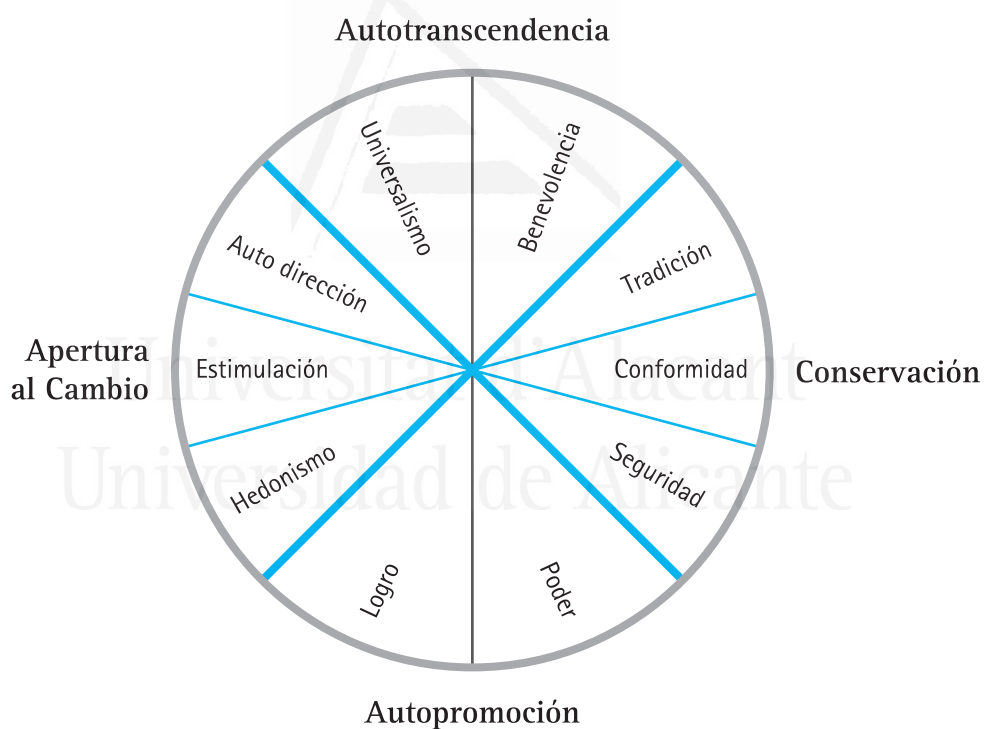 Autotranscendencia
Universalismo
Benevolencia
Auto dirección
Tradición
Apertura
al Cambio
Estimulación
Conformidad
Conservación
Hedonismo
Seguridad
Logro
Poder
Autopromoción
Universitat d'Alacant
Universidad de Alicante